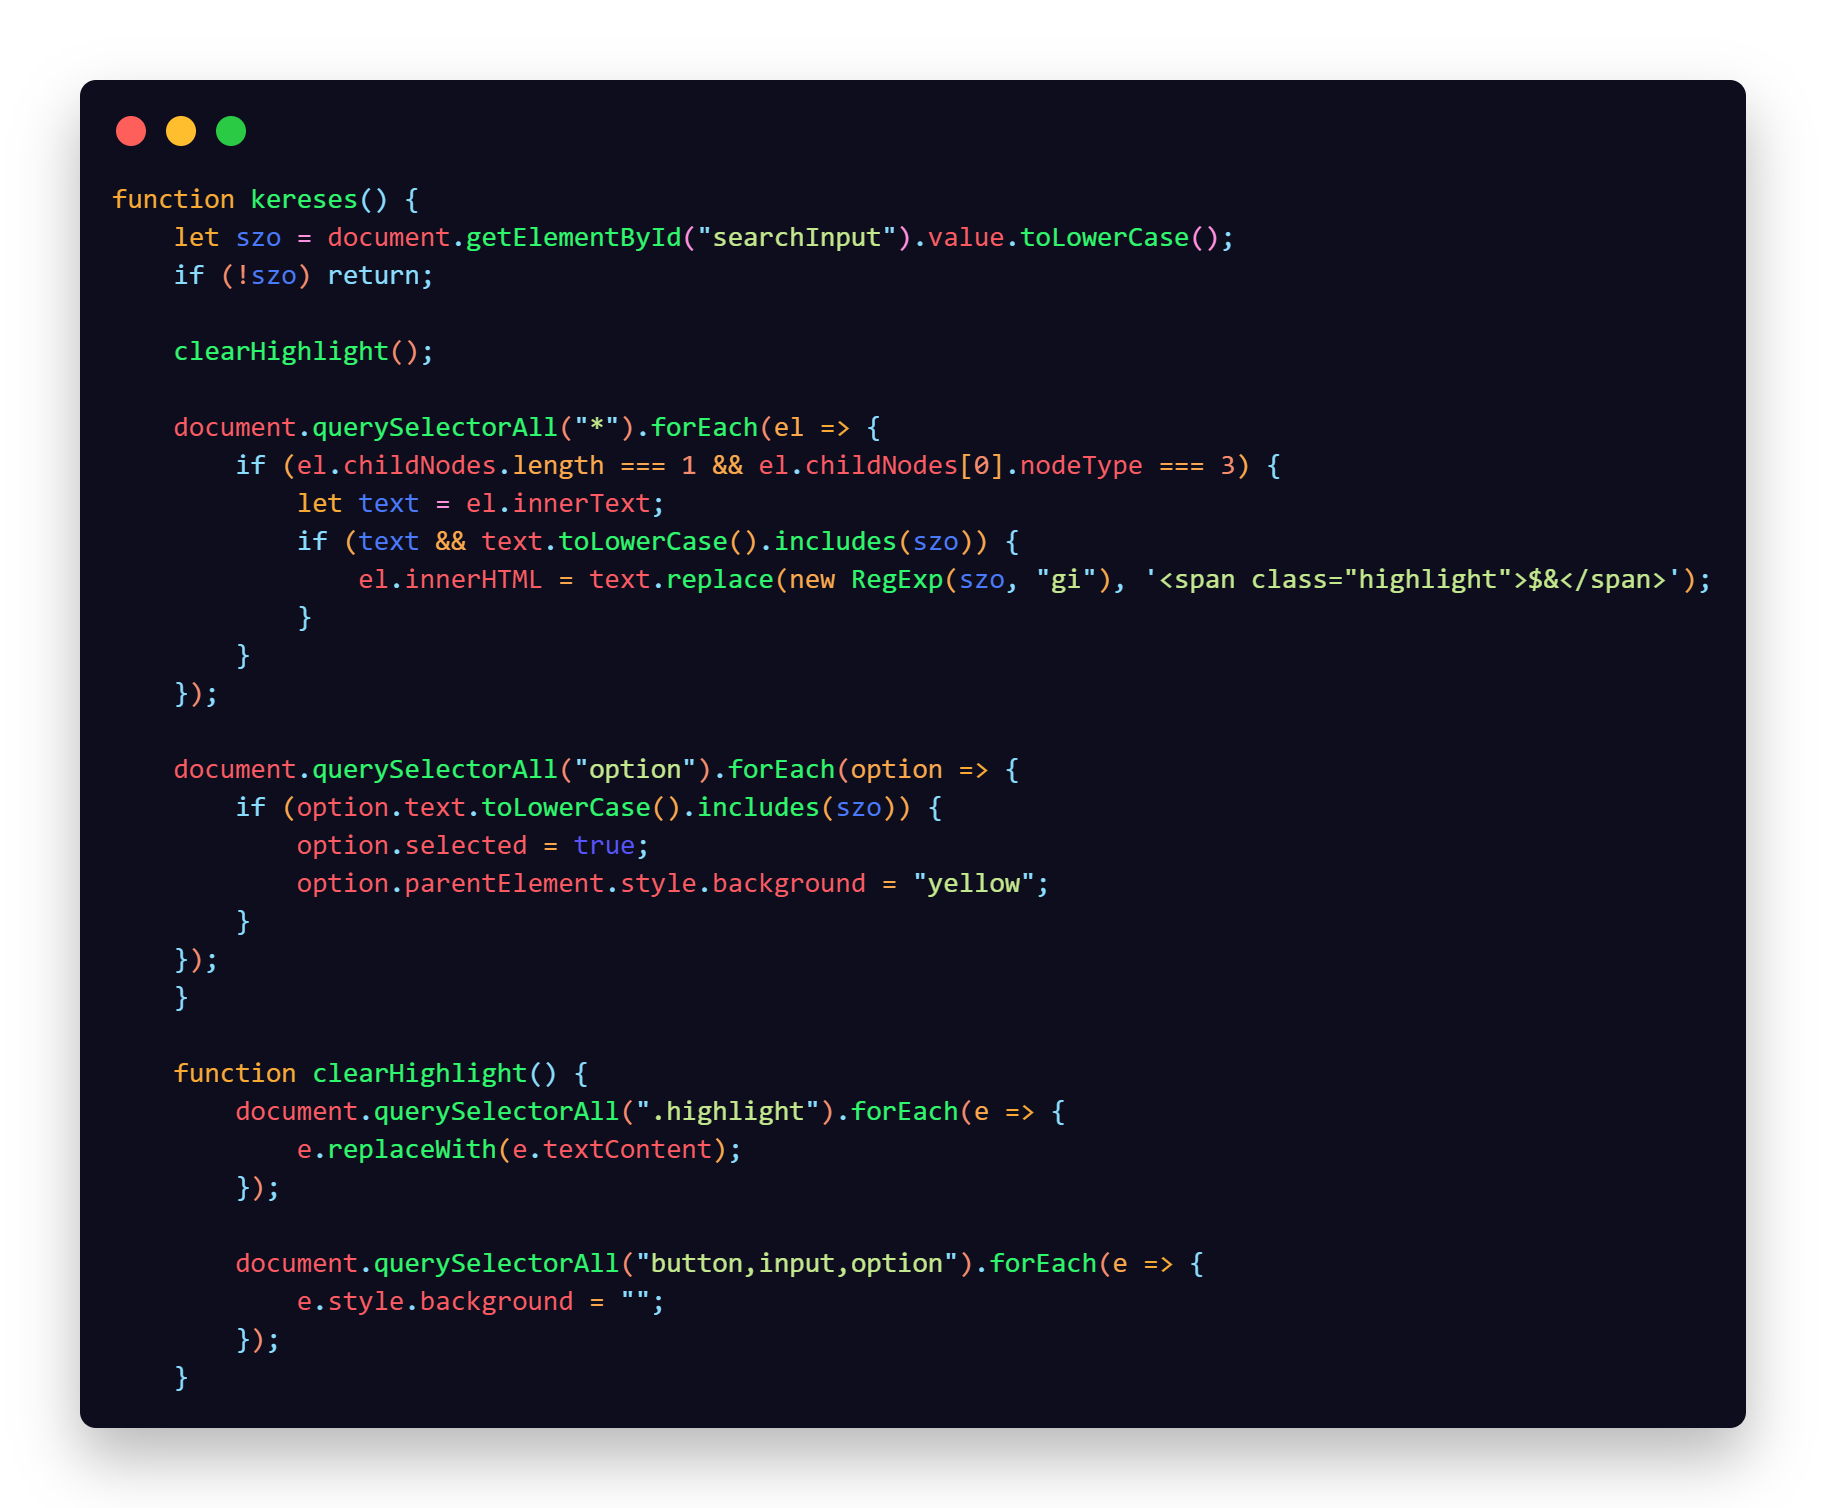 function kereses() {
    let szo = document.getElementById("searchInput").value.toLowerCase();
    if (!szo) return;

    clearHighlight();

    document.querySelectorAll("*").forEach(el => {
        if (el.childNodes.length === 1 && el.childNodes[0].nodeType === 3) {
            let text = el.innerText;
            if (text && text.toLowerCase().includes(szo)) {
                el.innerHTML = text.replace(new RegExp(szo, "gi"), '<span class="highlight">$&</span>');
            }
        }
    });

    document.querySelectorAll("option").forEach(option => {
        if (option.text.toLowerCase().includes(szo)) {
            option.selected = true;
            option.parentElement.style.background = "yellow";
        }
    });
    }

    function clearHighlight() {
        document.querySelectorAll(".highlight").forEach(e => {
            e.replaceWith(e.textContent);
        });

        document.querySelectorAll("button,input,option").forEach(e => {
            e.style.background = "";
        });
    }